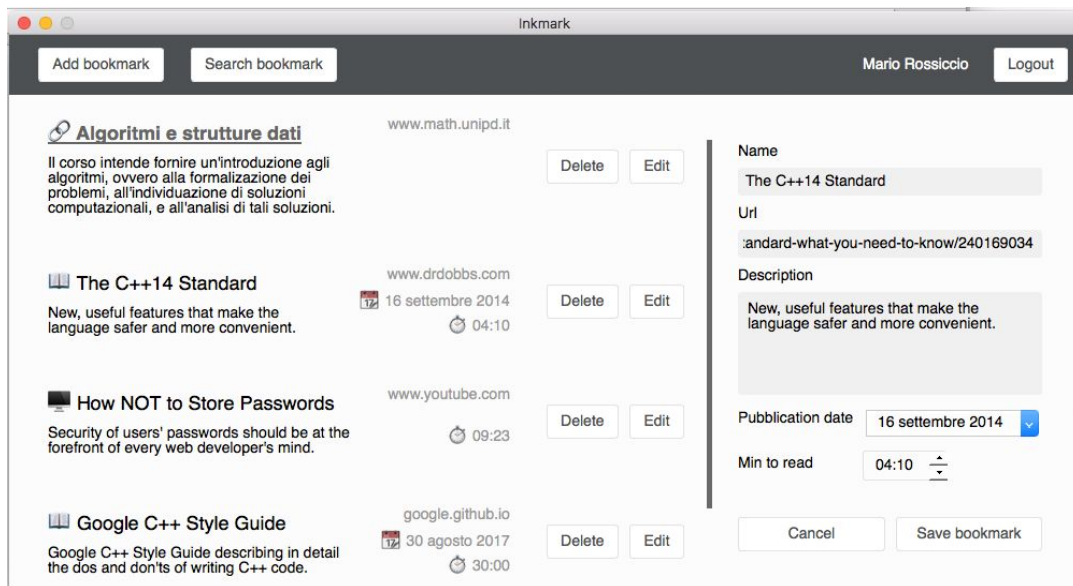 Inkmark
Add bookmark
Search bookmark
Mario Rossiccio
Logout
Algoritmi e strutture dati
www.math.unipd.it
Il corso intende fornire un'introduzione agli
algoritmi, ovvero alla formalizazione dei
problemi, all'individuazione di soluzioni
computazionali, e all'analisi di tali soluzioni.
Delete
Edit
The C++14 Standard
www.drdobbs.com
16 settembre 2014
04:10
New, useful features that make the
language safer and more convenient.
Delete
Edit
How NOT to Store Passwords
www.youtube.com
09:23
Security of users' passwords should be at the
forefront of every web developer's mind.
Delete
Edit
Google C++ Style Guide
google.github.io
30 agosto 2017
30:00
Google C++ Style Guide describing in detail
the dos and don'ts of writing C++ code.
Delete
Edit
Name
The C++14 Standard
Url
:andard-what-you-need-to-know/240169034
Description
New, useful features that make the
language safer and more convenient.
Pubblication date
16 settembre 2014
Min to read
04:10
Cancel
Save bookmark